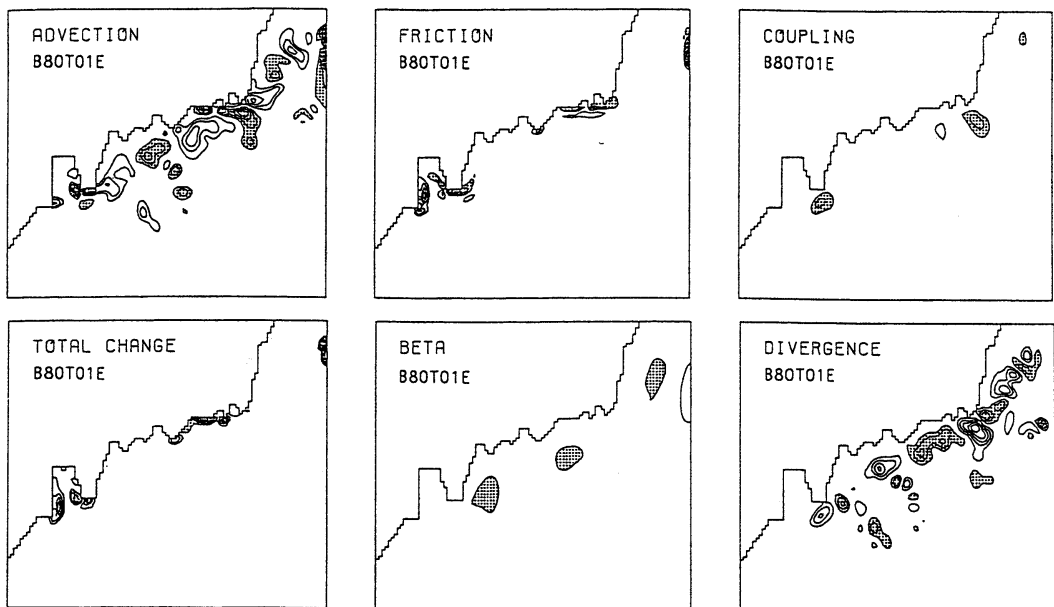 ADVECTION
B80T01E
FRICTION
B80T01E
COUPLING
B80T01E
TOTAL CHANGE
B80T01E
BETA
B80T01E
DIVERGENCE
B80T01E